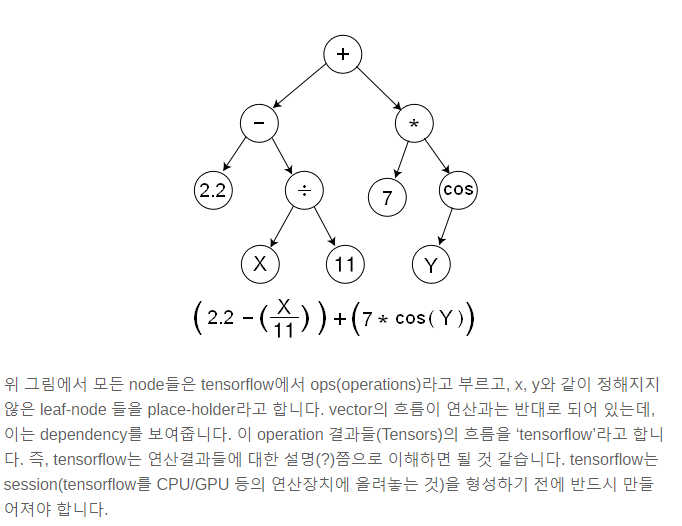 +
− *
2.2 ÷ 7 cos
X 11 Y
( 2.2 − ( X / 11 ) ) + ( 7 * cos( Y ) )
위 그림에서 모든 node들은 tensorflow에서 ops(operations)라고 부르고, x, y와 같이 정해지지
않은 leaf-node 들을 place-holder라고 합니다. vector의 흐름이 연산과는 반대로 되어 있는데,
이는 dependency를 보여줍니다. 이 operation 결과들(Tensors)의 흐름을 ‘tensorflow’라고 합니
다. 즉, tensorflow는 연산결과들에 대한 설명(?)쯤으로 이해하면 될 것 같습니다. tensorflow는
session(tensorflow를 CPU/GPU 등의 연산장치에 올려놓는 것)을 형성하기 전에 반드시 만들
어져야 합니다.